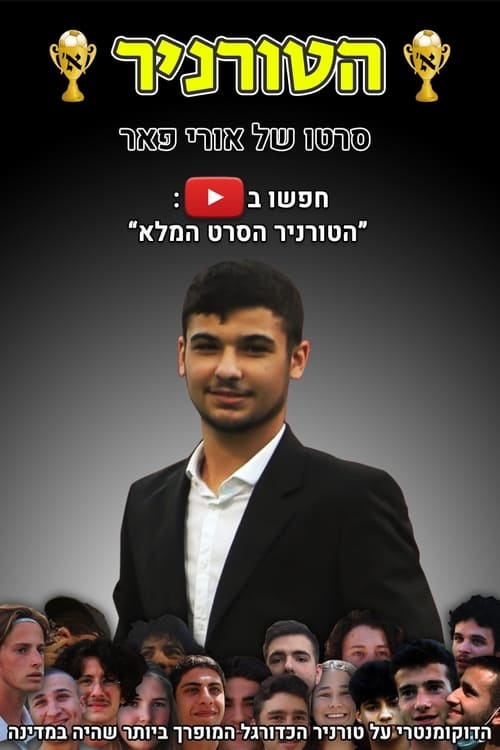 הטורניר
א'
א'
סרטו של אורי פאר
חפשו ב:
"הטורניר הסרט המלא"
הדוקומנטרי על טורניר הכדורגל המופרך ביותר שהיה במדינה